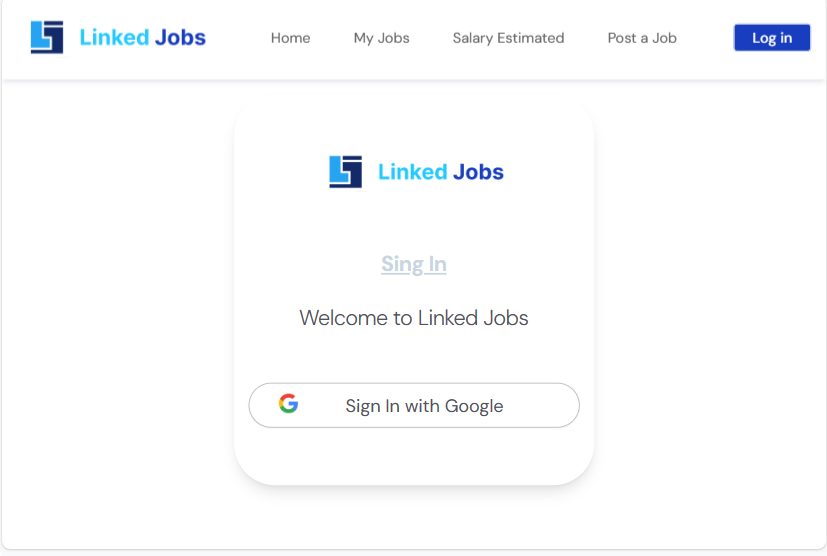 Linked Jobs Home My Jobs Salary Estimated Post a Job Log in
Linked Jobs
Sing In
Welcome to Linked Jobs
Sign In with Google